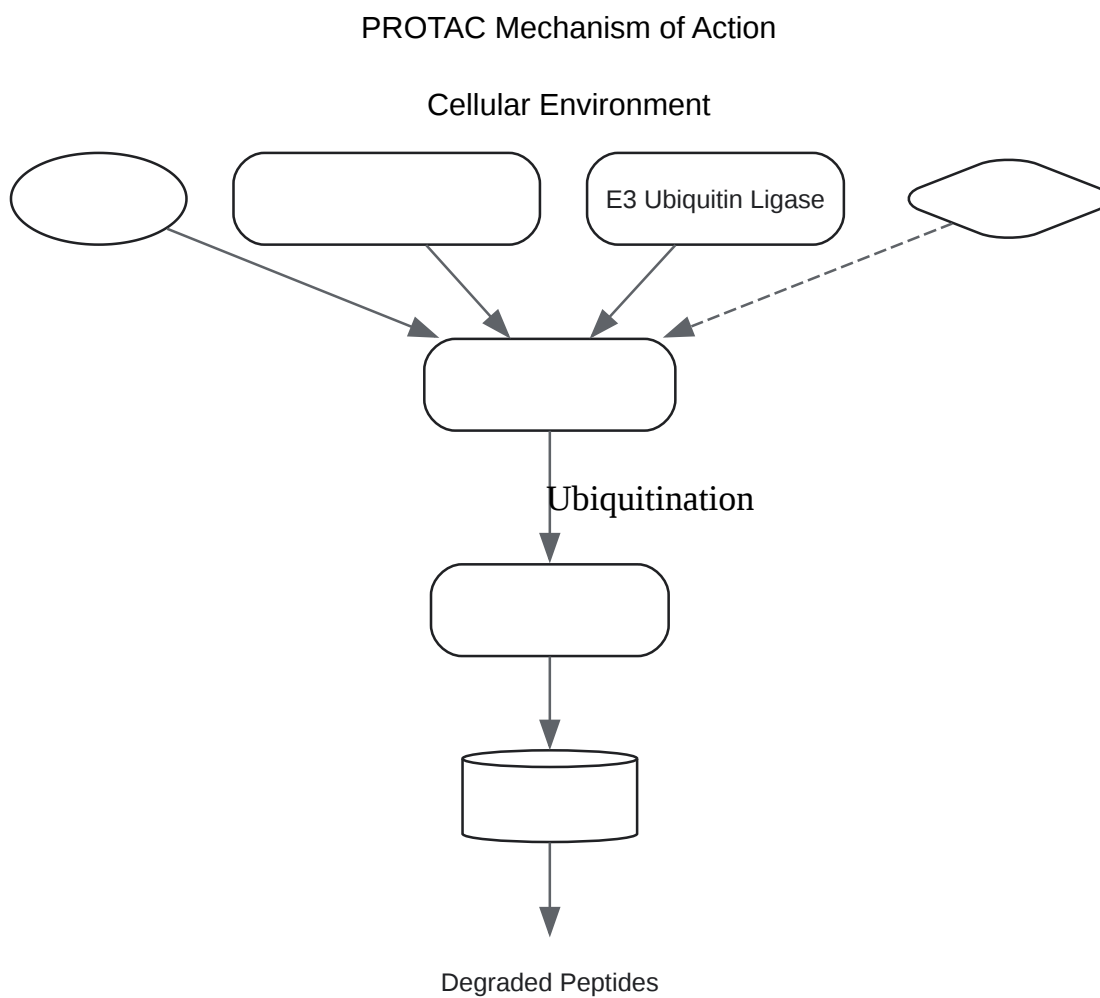 PROTAC Mechanism of Action
Cellular Environment
E3 Ubiquitin Ligase
Ubiquitination
Degraded Peptides